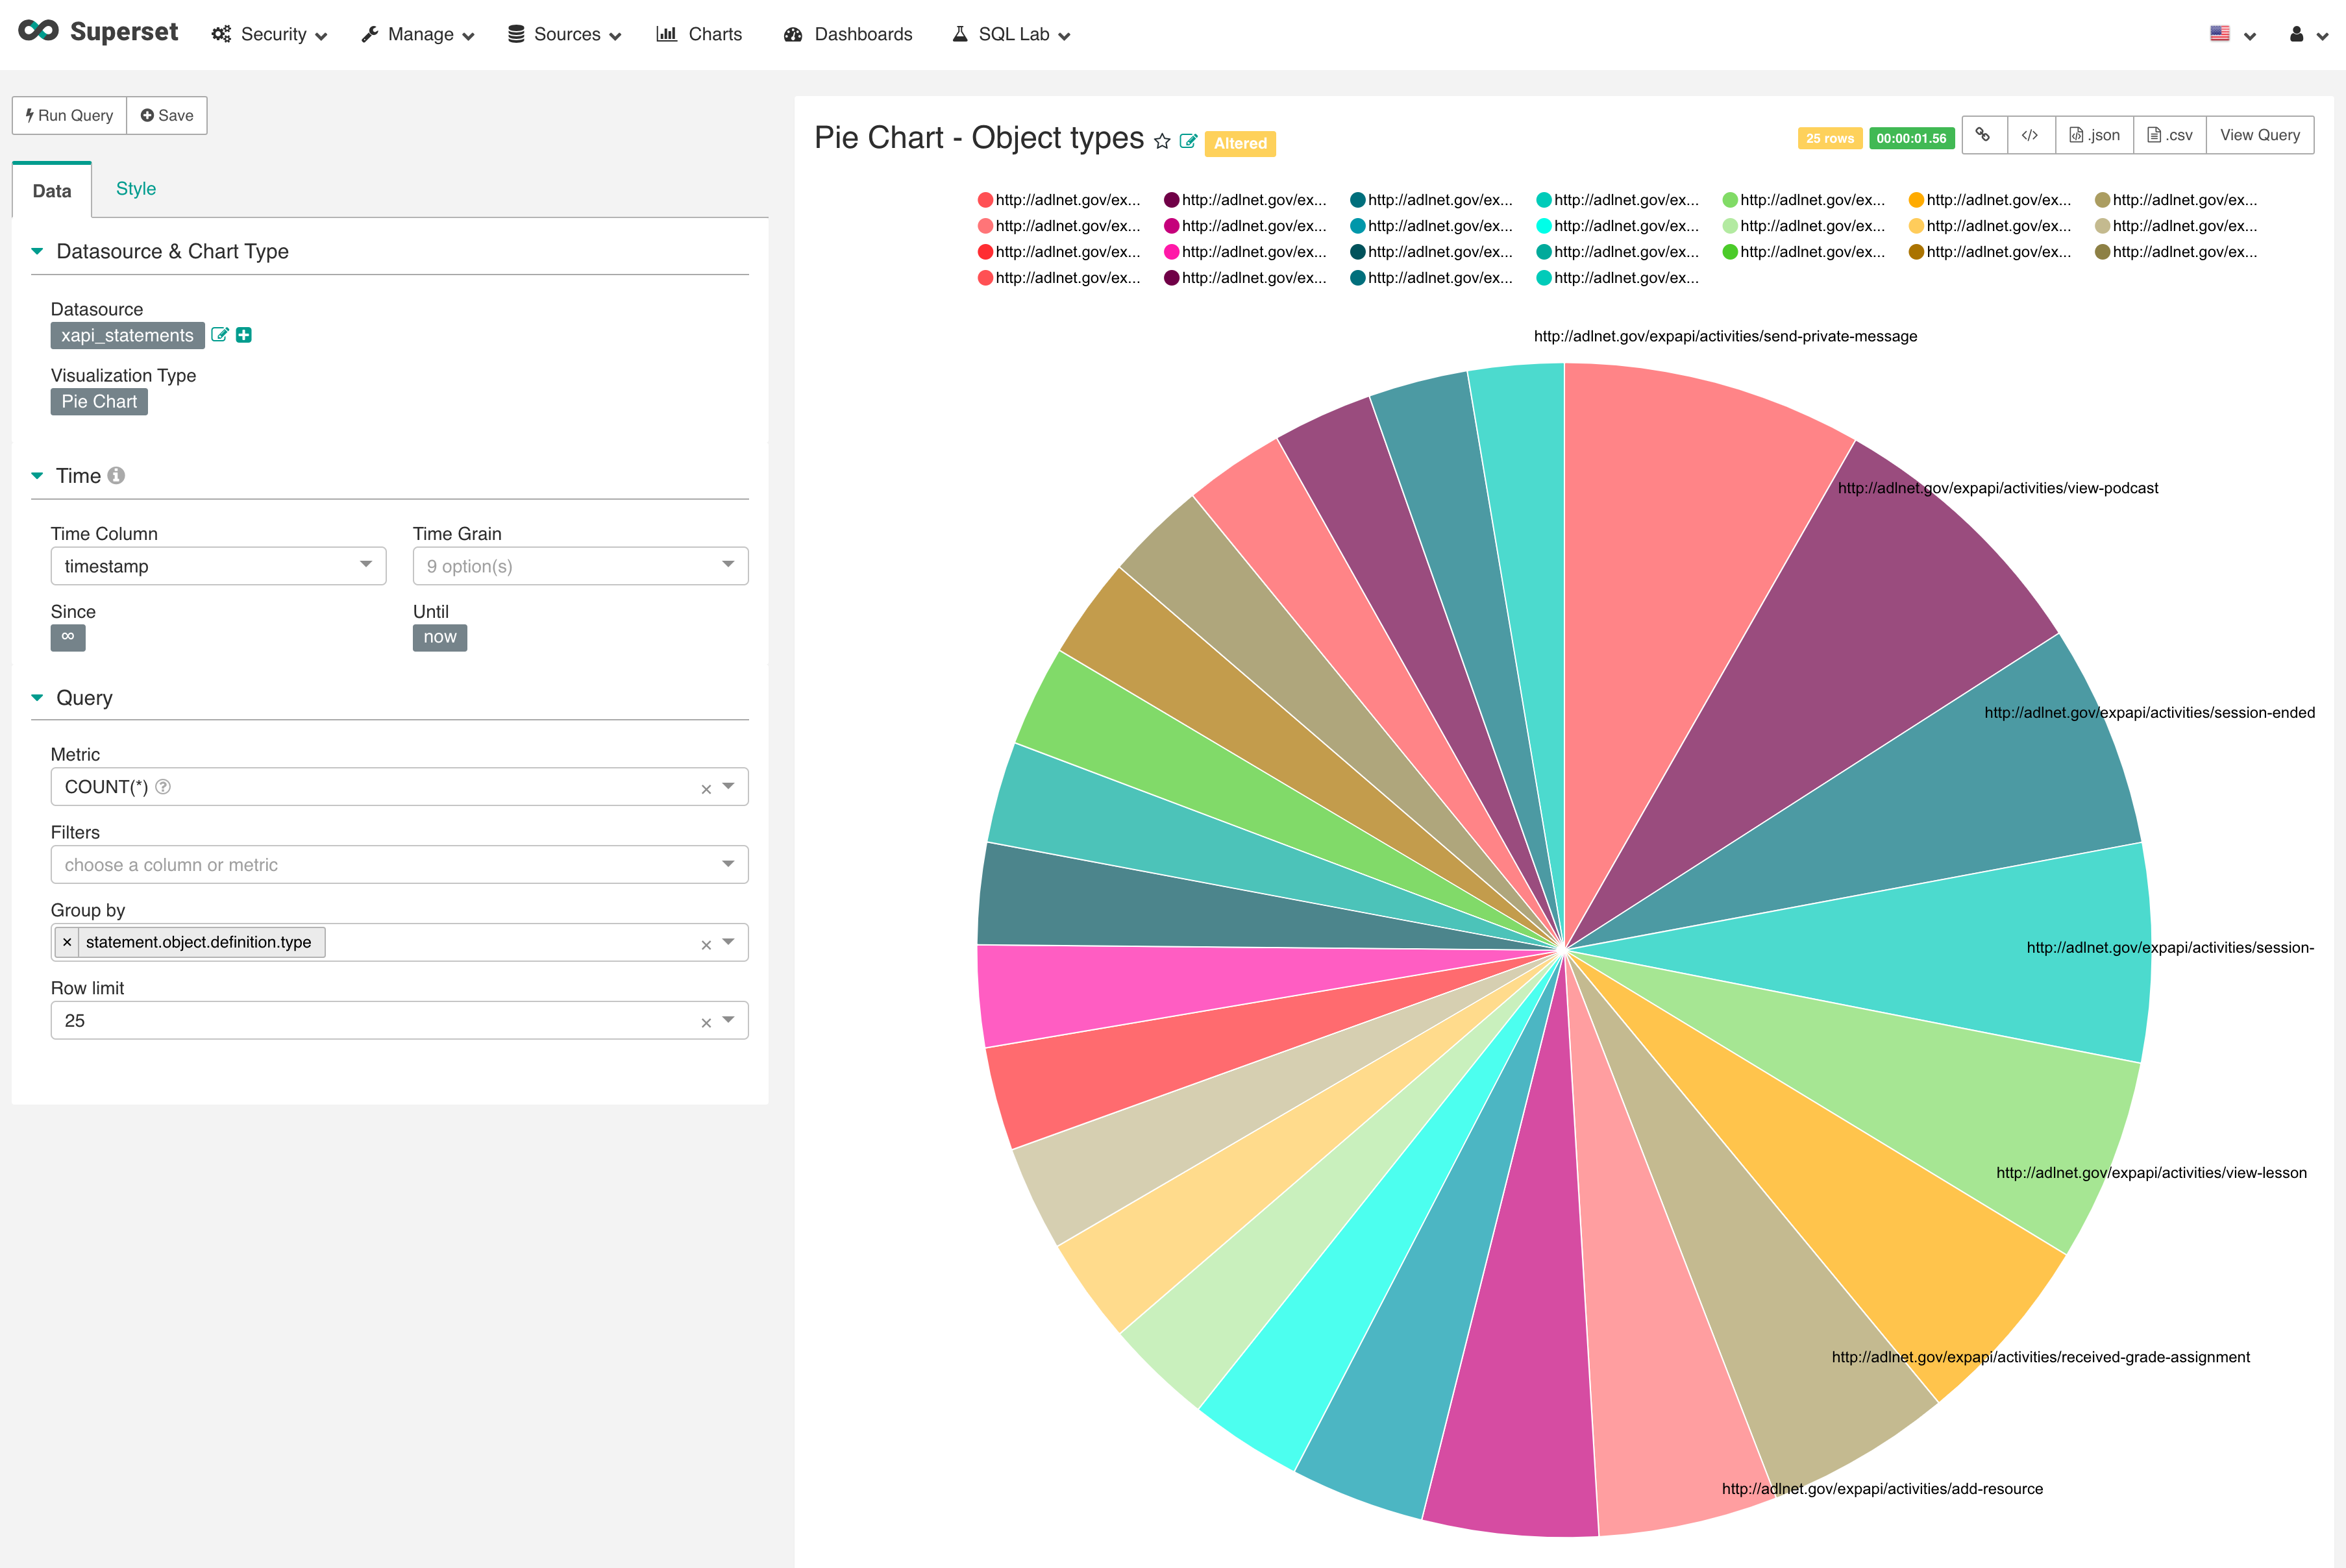 Superset Security Manage Sources Charts Dashboards SQL Lab
Run Query Save
Data Style
Datasource & Chart Type
Datasource
xapi_statements
Visualization Type
Pie Chart
Time
Time Column Time Grain
timestamp 9 option(s)
Since Until
∞ now
Query
Metric
COUNT(*)
Filters
choose a column or metric
Group by
× statement.object.definition.type
Row limit
25
Pie Chart - Object types Altered 25 rows 00:00:01.56 </> .json .csv View Query
http://adlnet.gov/ex... http://adlnet.gov/ex... http://adlnet.gov/ex... http://adlnet.gov/ex... http://adlnet.gov/ex... http://adlnet.gov/ex... http://adlnet.gov/ex...
http://adlnet.gov/ex... http://adlnet.gov/ex... http://adlnet.gov/ex... http://adlnet.gov/ex... http://adlnet.gov/ex... http://adlnet.gov/ex... http://adlnet.gov/ex...
http://adlnet.gov/ex... http://adlnet.gov/ex... http://adlnet.gov/ex... http://adlnet.gov/ex... http://adlnet.gov/ex... http://adlnet.gov/ex... http://adlnet.gov/ex...
http://adlnet.gov/ex... http://adlnet.gov/ex... http://adlnet.gov/ex... http://adlnet.gov/ex...
http://adlnet.gov/expapi/activities/send-private-message
http://adlnet.gov/expapi/activities/view-podcast
http://adlnet.gov/expapi/activities/session-ended
http://adlnet.gov/expapi/activities/session-
http://adlnet.gov/expapi/activities/view-lesson
http://adlnet.gov/expapi/activities/received-grade-assignment
http://adlnet.gov/expapi/activities/add-resource